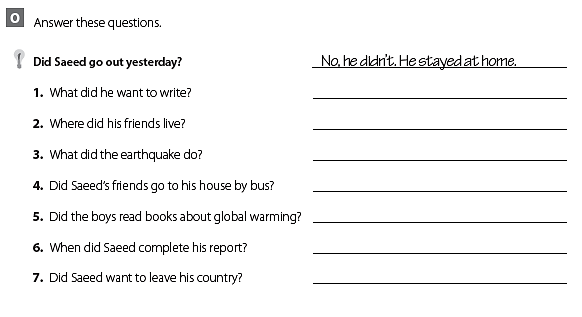 O Answer these questions.
Did Saeed go out yesterday? No, he didn't. He stayed at home.
1. What did he want to write?
2. Where did his friends live?
3. What did the earthquake do?
4. Did Saeed's friends go to his house by bus?
5. Did the boys read books about global warming?
6. When did Saeed complete his report?
7. Did Saeed want to leave his country?